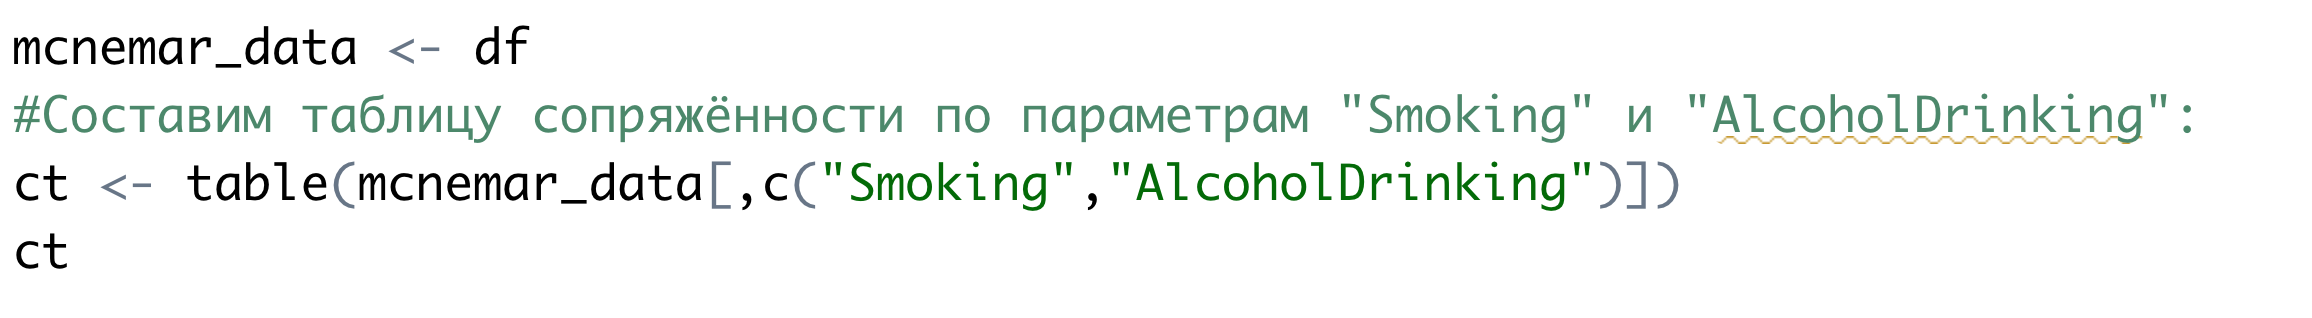 mcnemar_data <- df
#Составим таблицу сопряжённости по параметрам "Smoking" и "AlcoholDrinking":
ct <- table(mcnemar_data[,c("Smoking","AlcoholDrinking")])
ct